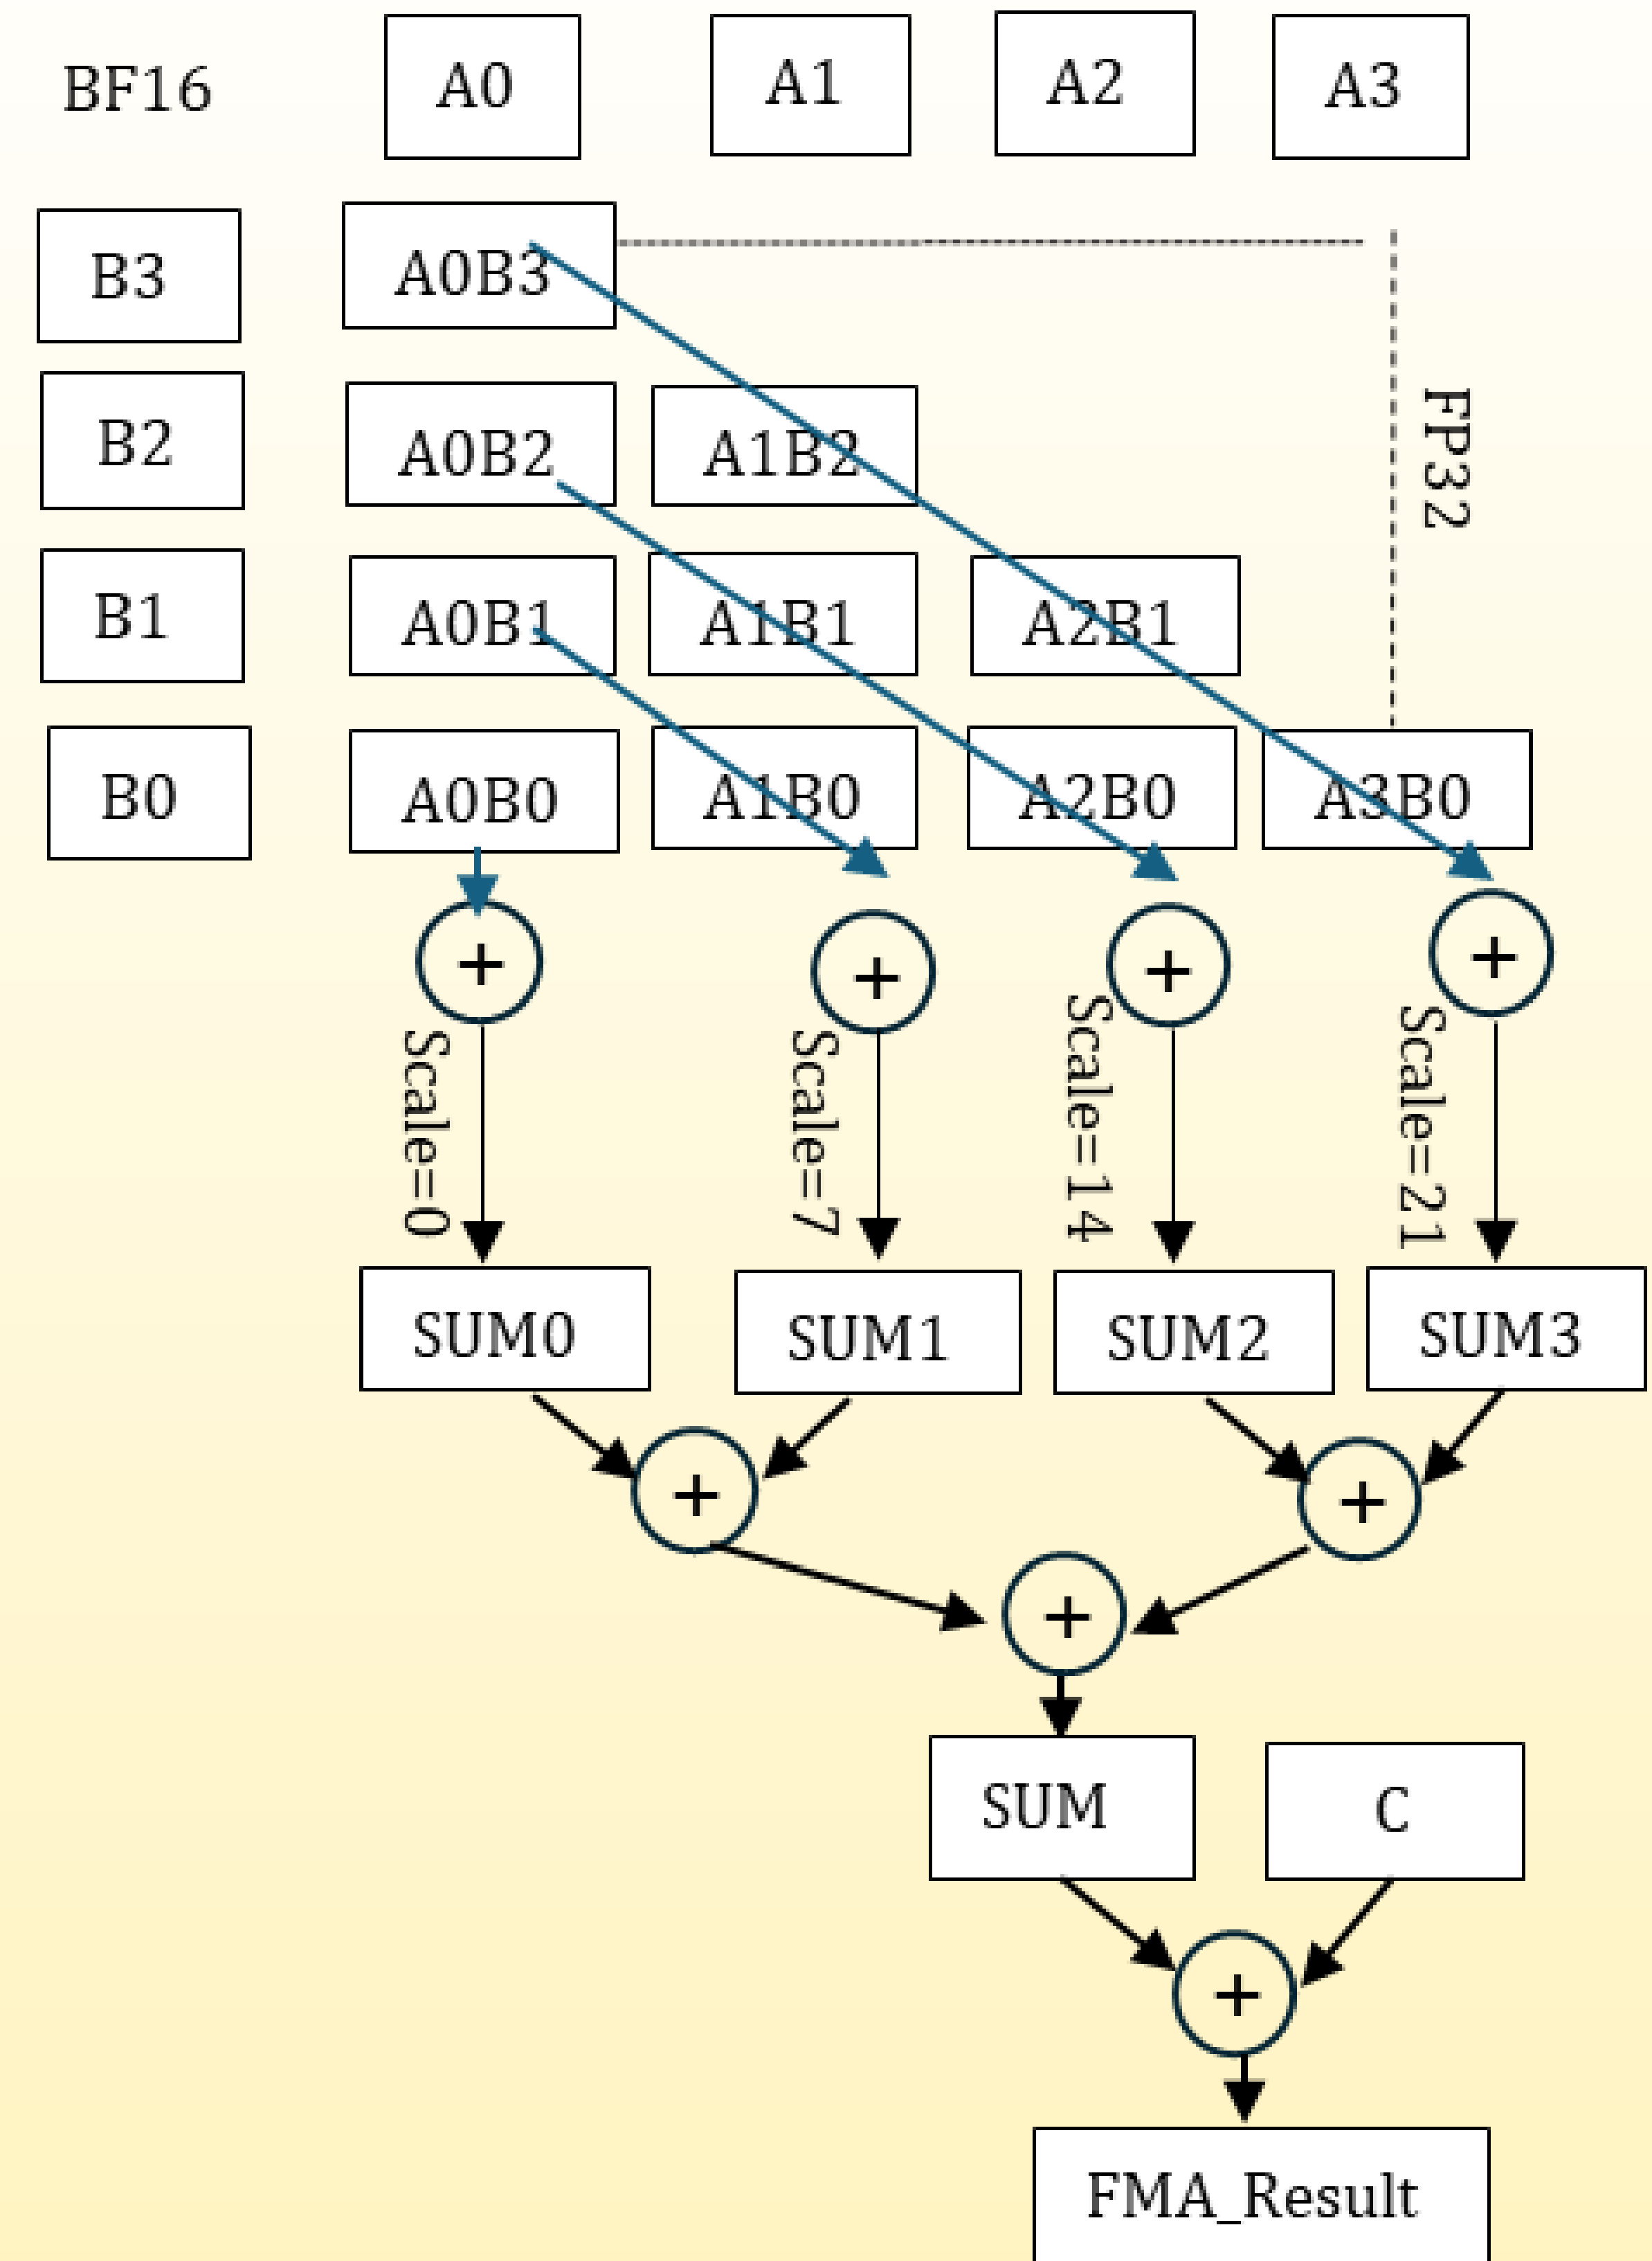 BF16 A0 A1 A2 A3
B3 A0B3
B2 A0B2 A1B2
FP32
B1 A0B1 A1B1 A2B1
B0 A0B0 A1B0 A2B0 A3B0
+ + + +
Scale=0 Scale=7 Scale=14 Scale=21
SUM0 SUM1 SUM2 SUM3
+ +
+
SUM C
+
FMA_Result